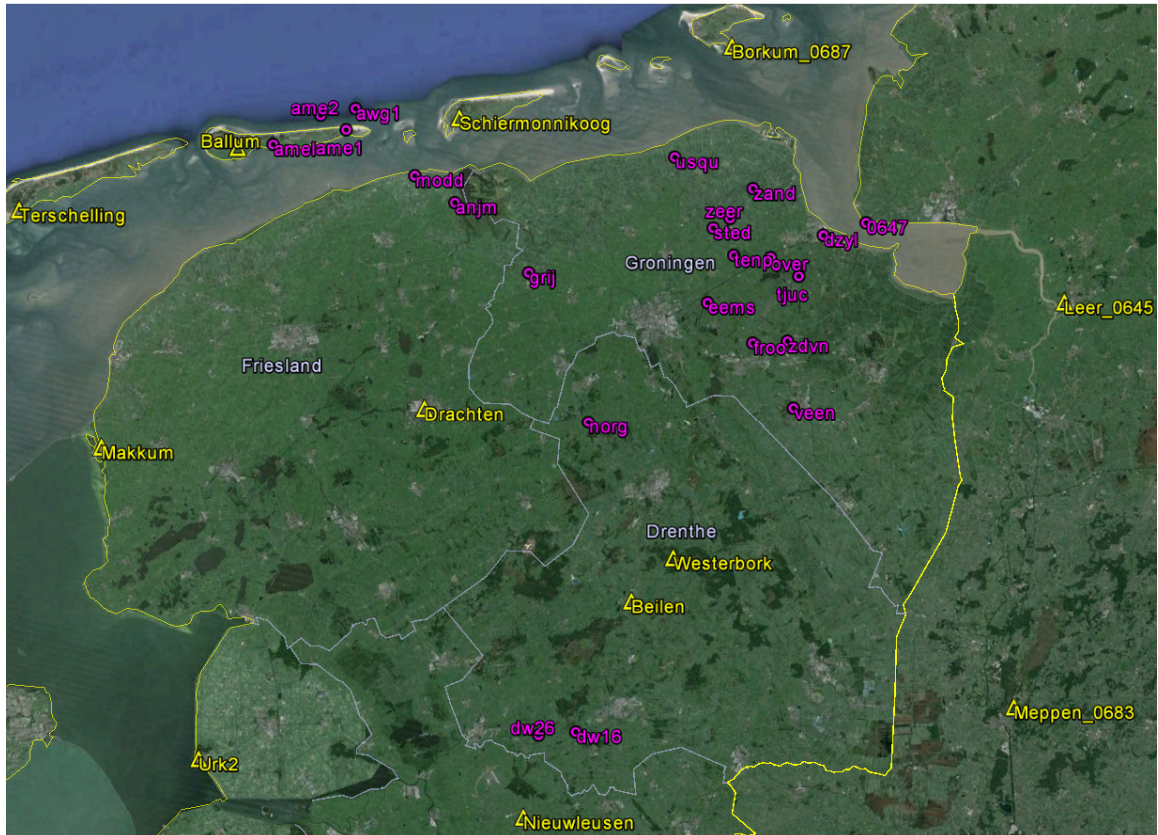 Borkum_0687
ame2
awg1
Schiermonnikoog
Ballum
amelame1
usqu
modd
zand
anjm
Terschelling
zeer
sted
0647
dzyl
Groningen
tenp
over
grij
tjuc
eems
Leer_0645
froo
zdvn
Friesland
Drachten
veen
norg
Makkum
Drenthe
Westerbork
Beilen
Meppen_0683
dw26
dw16
Urk2
Nieuwleusen